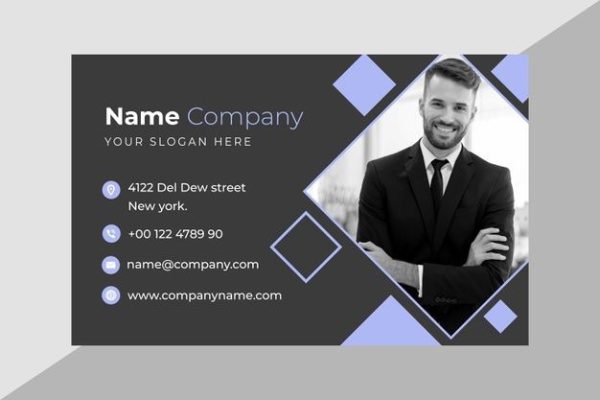 Name Company
YOUR SLOGAN HERE
4122 Del Dew street
New york.
+00 122 4789 90
name@company.com
www.companyname.com